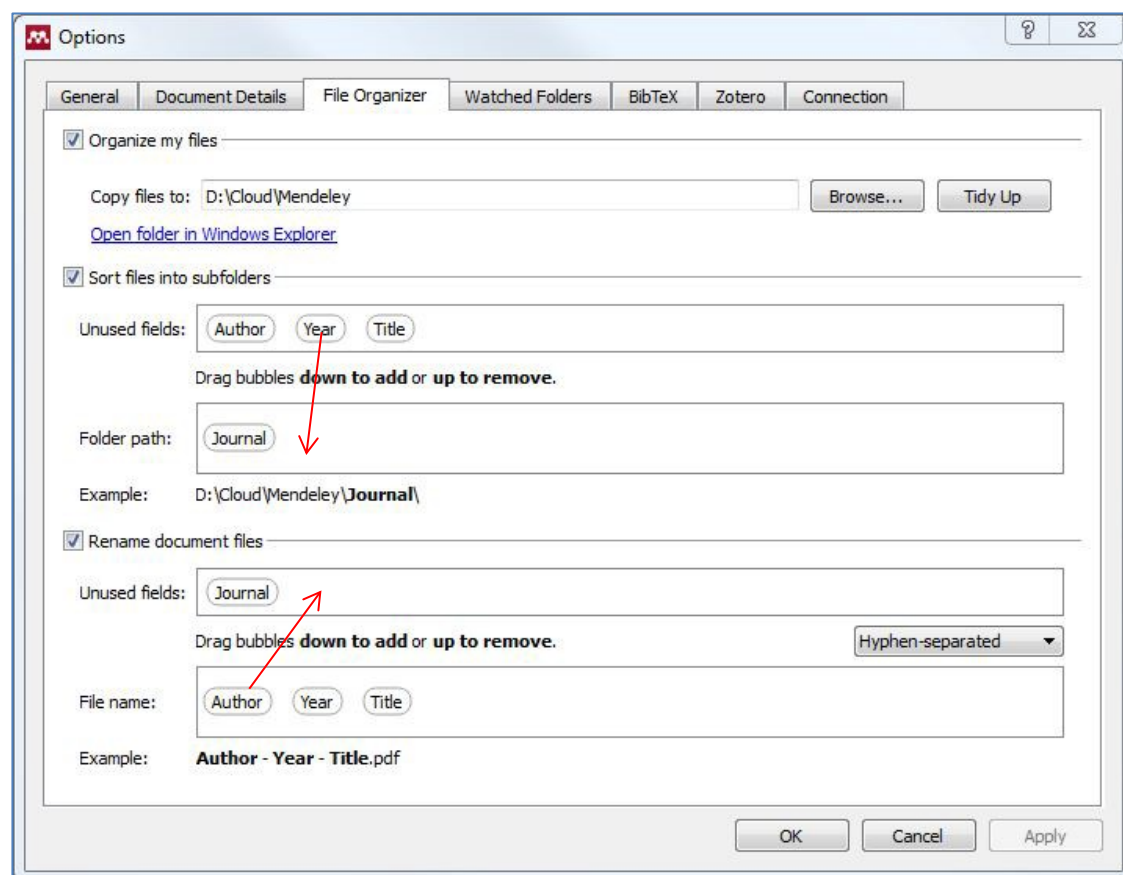 Options
General Document Details File Organizer Watched Folders BibTeX Zotero Connection
Organize my files
Copy files to: D:\Cloud\Mendeley Browse... Tidy Up
Open folder in Windows Explorer
Sort files into subfolders
Unused fields: Author Year Title
Drag bubbles down to add or up to remove.
Folder path: Journal
Example: D:\Cloud\Mendeley\Journal\
Rename document files
Unused fields: Journal
Drag bubbles down to add or up to remove. Hyphen-separated
File name: Author Year Title
Example: Author - Year - Title.pdf
OK Cancel Apply